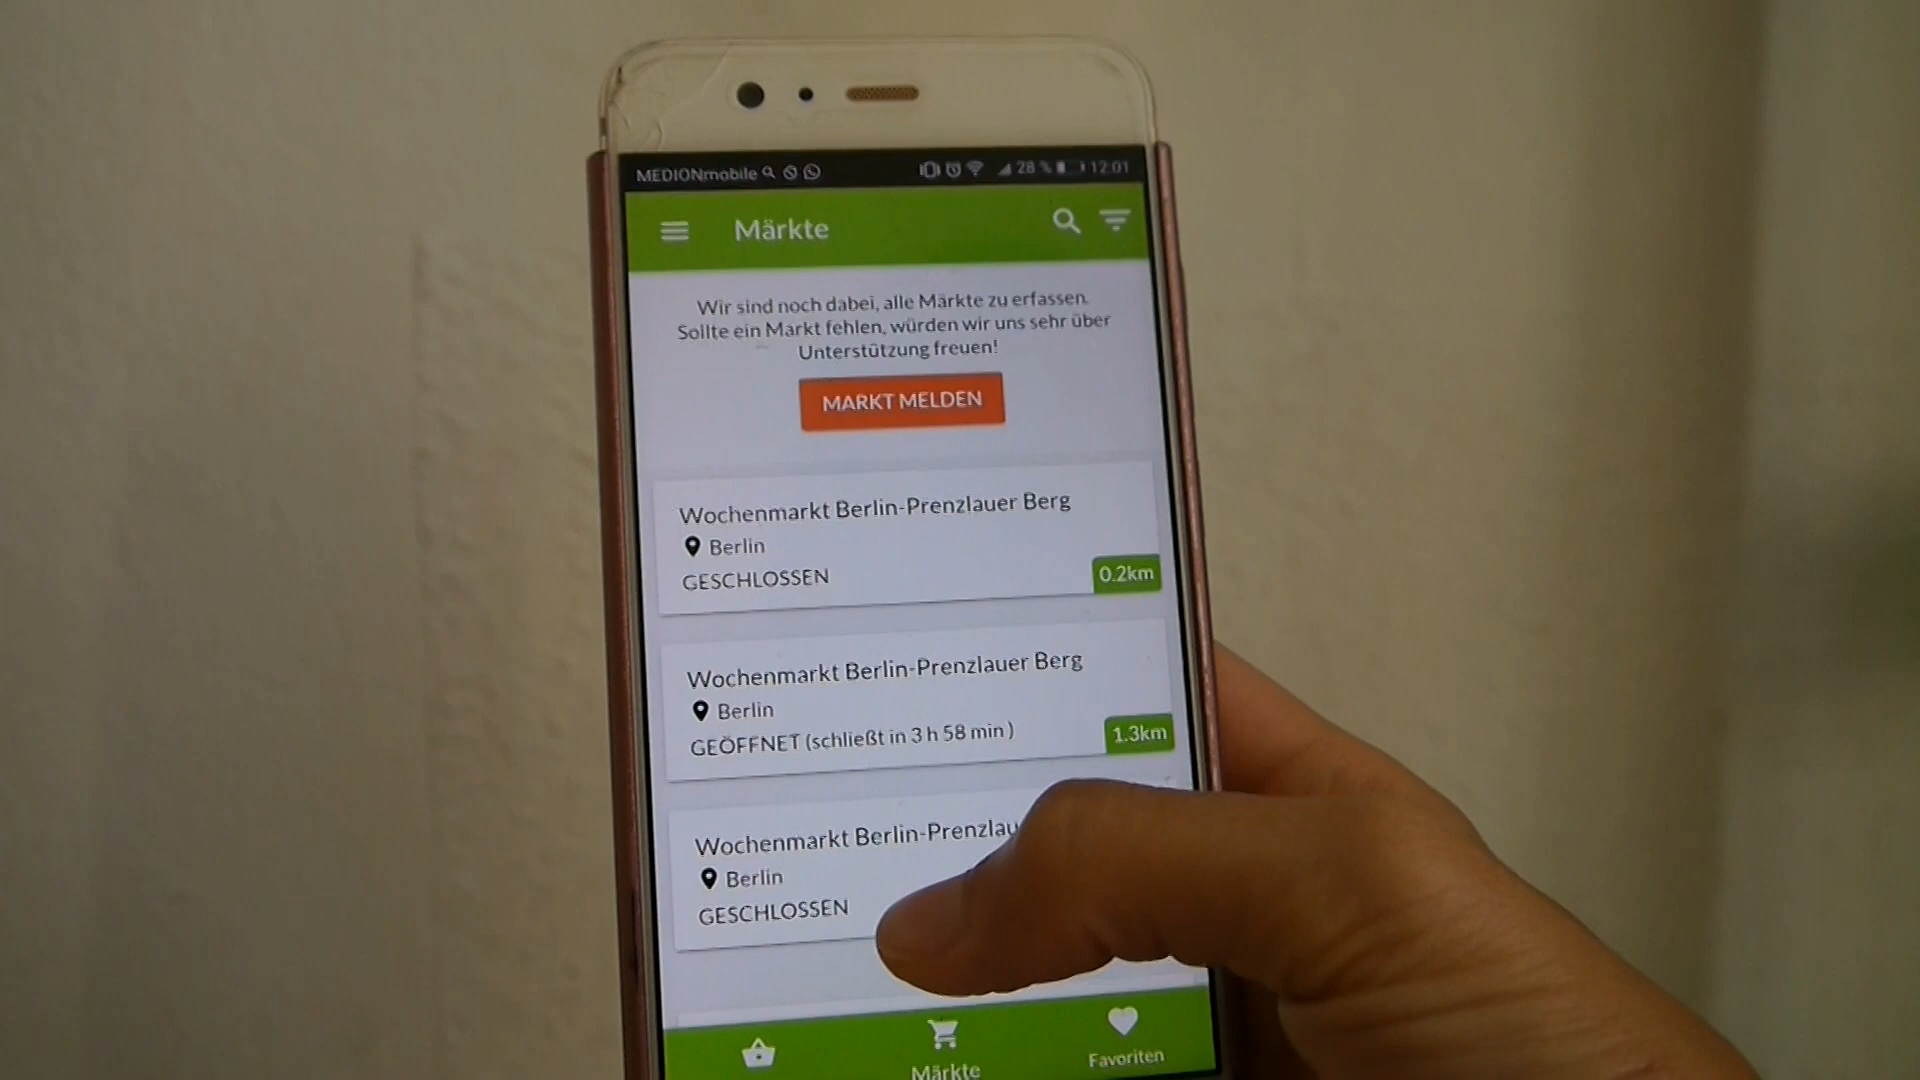 MEDIONmobile 28 % 12:01
Märkte
Wir sind noch dabei, alle Märkte zu erfassen.
Sollte ein Markt fehlen, würden wir uns sehr über
Unterstützung freuen!
MARKT MELDEN
Wochenmarkt Berlin-Prenzlauer Berg
Berlin
GESCHLOSSEN
0.2km
Wochenmarkt Berlin-Prenzlauer Berg
Berlin
GEÖFFNET (schließt in 3 h 58 min )
1.3km
Wochenmarkt Berlin-Prenzlau
Berlin
GESCHLOSSEN
Märkte
Favoriten